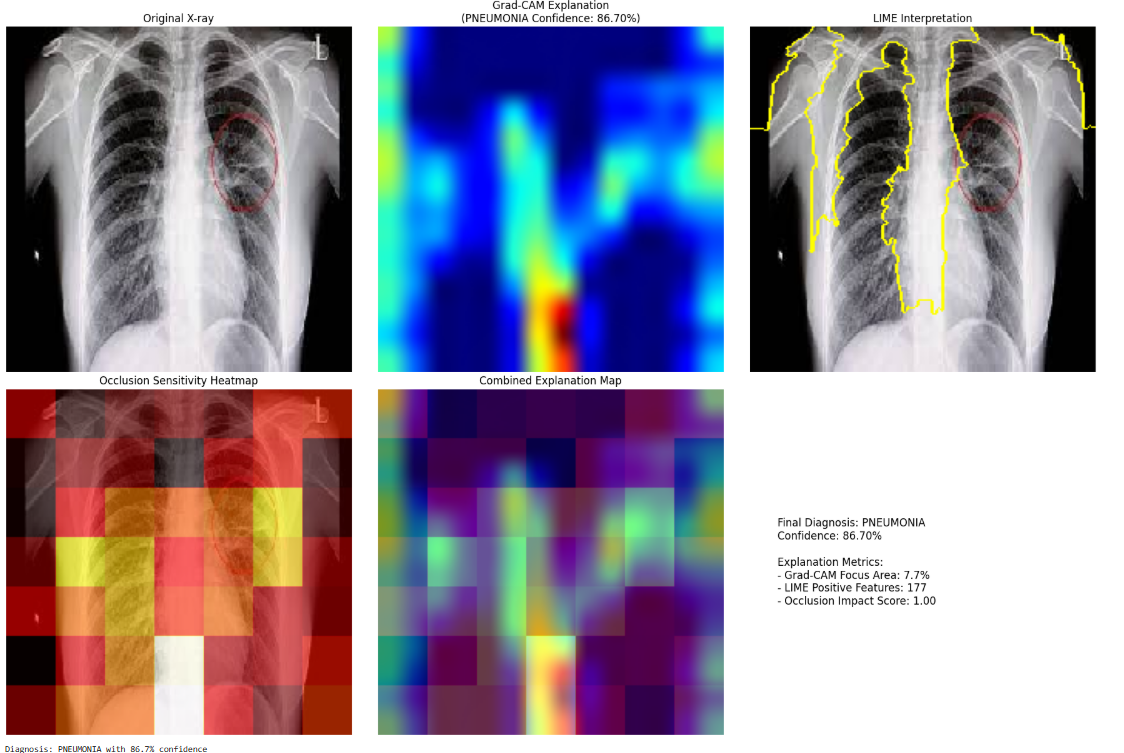 Original X-ray
Grad-CAM Explanation
(PNEUMONIA Confidence: 86.70%)
LIME Interpretation
L
L
Occlusion Sensitivity Heatmap
Combined Explanation Map
L
Final Diagnosis: PNEUMONIA
Confidence: 86.70%
Explanation Metrics:
- Grad-CAM Focus Area: 7.7%
- LIME Positive Features: 177
- Occlusion Impact Score: 1.00
Diagnosis: PNEUMONIA with 86.7% confidence